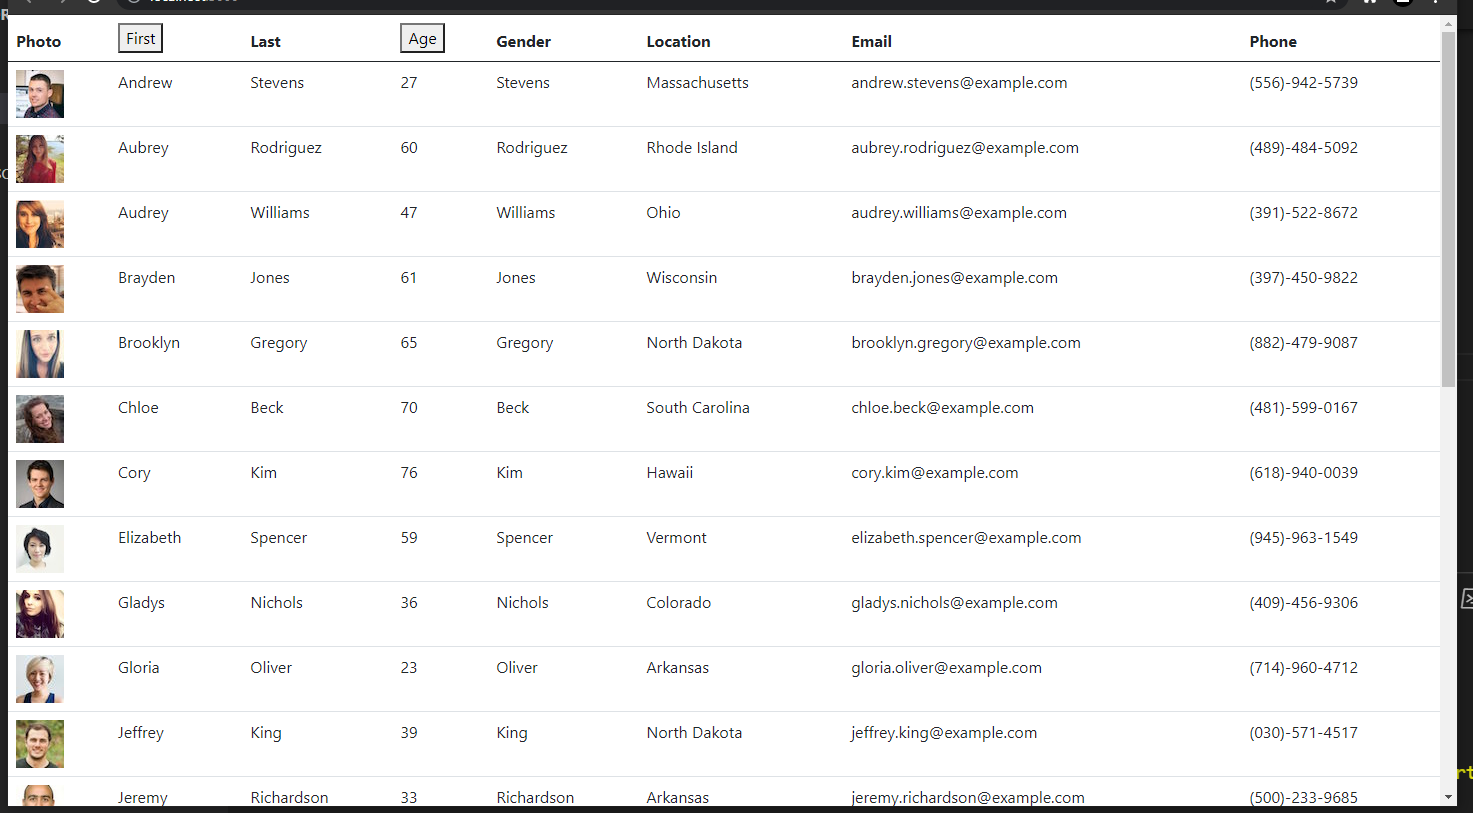 Photo First Last Age Gender Location Email Phone
Andrew Stevens 27 Stevens Massachusetts andrew.stevens@example.com (556)-942-5739
Aubrey Rodriguez 60 Rodriguez Rhode Island aubrey.rodriguez@example.com (489)-484-5092
Audrey Williams 47 Williams Ohio audrey.williams@example.com (391)-522-8672
Brayden Jones 61 Jones Wisconsin brayden.jones@example.com (397)-450-9822
Brooklyn Gregory 65 Gregory North Dakota brooklyn.gregory@example.com (882)-479-9087
Chloe Beck 70 Beck South Carolina chloe.beck@example.com (481)-599-0167
Cory Kim 76 Kim Hawaii cory.kim@example.com (618)-940-0039
Elizabeth Spencer 59 Spencer Vermont elizabeth.spencer@example.com (945)-963-1549
Gladys Nichols 36 Nichols Colorado gladys.nichols@example.com (409)-456-9306
Gloria Oliver 23 Oliver Arkansas gloria.oliver@example.com (714)-960-4712
Jeffrey King 39 King North Dakota jeffrey.king@example.com (030)-571-4517
Jeremy Richardson 33 Richardson Arkansas jeremy.richardson@example.com (500)-233-9685